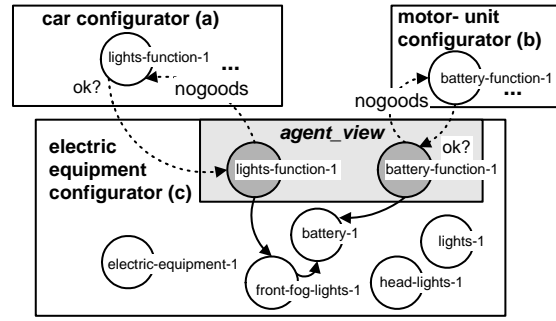 car configurator (a)
lights-function-1
...
ok?
nogoods
motor- unit
configurator (b)
battery-function-1
...
nogoods
electric
equipment
configurator (c)
agent_view
ok?
lights-function-1
battery-function-1
battery-1
lights-1
electric-equipment-1
front-fog-lights-1
head-lights-1